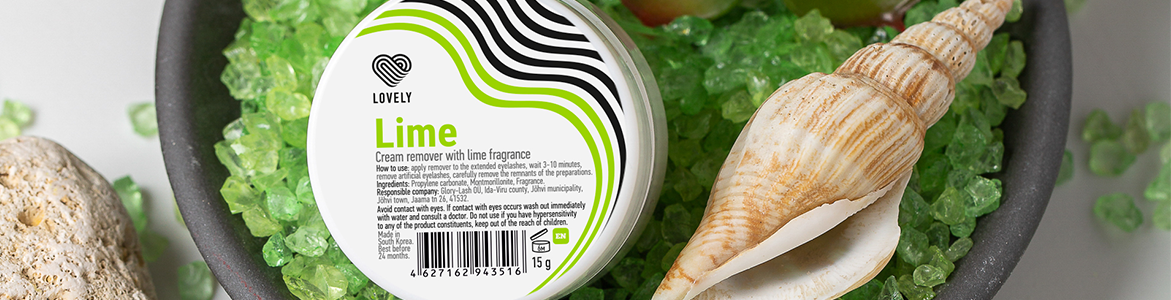 LOVELY
Lime
Cream remover with lime fragrance
How to use: apply remover to the extended eyelashes, wait 3-10 minutes,
remove artificial eyelashes, carefully remove the remnants of the preparations.
Ingredients: Propylene carbonate, Montmorillonite, Fragrance.
Responsible company: Glory-Lash OU, Ida-Viru county, Jõhvi municipality,
Jõhvi town, Jaama tn 26, 41532.
Avoid contact with eyes. If contact with eyes occurs wash out immediately
with water and consult a doctor. Do not use if you have hypersensitivity
to any of the product constituents, keep out of the reach of children.
Made in
South Korea.
Best before
24 months.
4 627162 943516
6M
EN
15 g